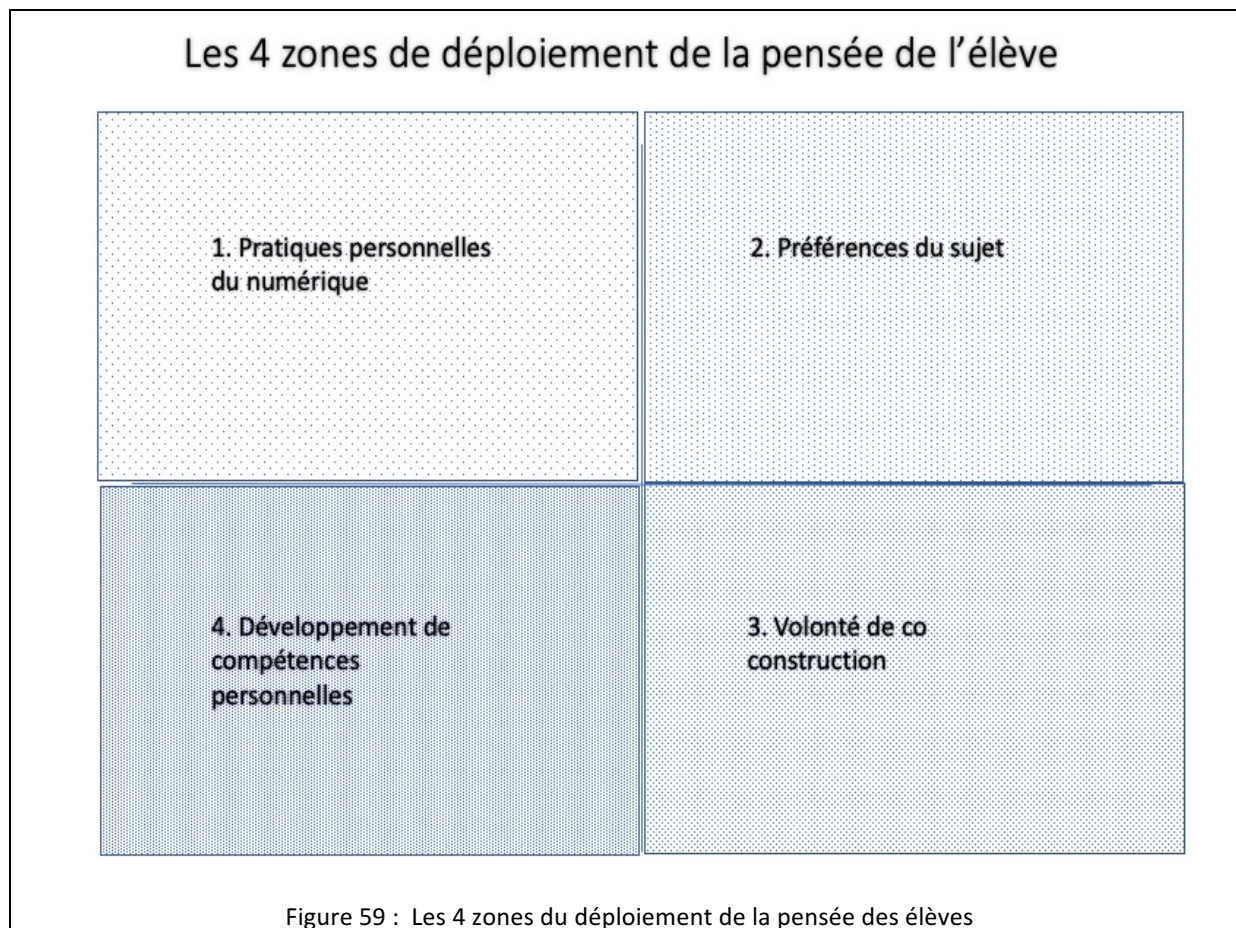 Les 4 zones de déploiement de la pensée de l'élève
1. Pratiques personnelles
du numérique
2. Préférences du sujet
4. Développement de
compétences
personnelles
3. Volonté de co
construction
Figure 59 : Les 4 zones du déploiement de la pensée des élèves